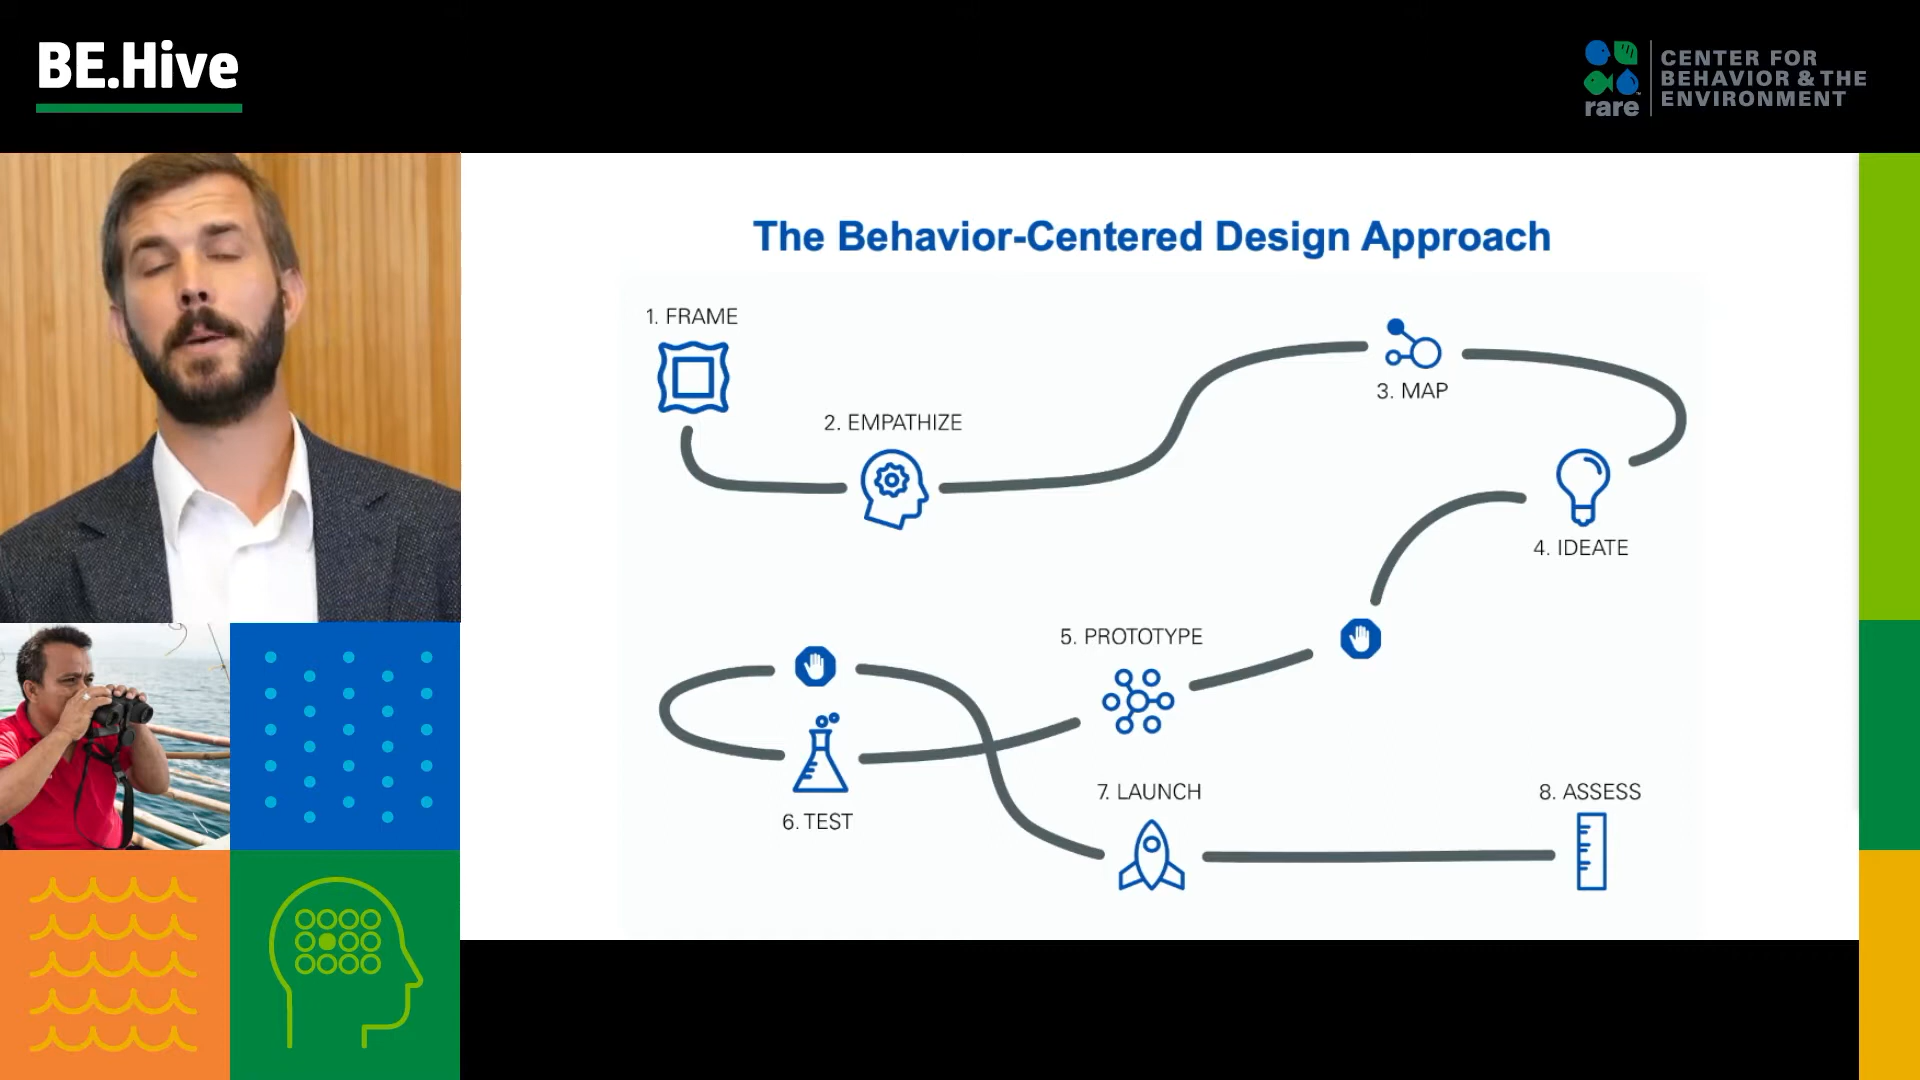 BE.Hive
rare
CENTER FOR
BEHAVIOR & THE
ENVIRONMENT
The Behavior-Centered Design Approach
1. FRAME
2. EMPATHIZE
3. MAP
4. IDEATE
5. PROTOTYPE
6. TEST
7. LAUNCH
8. ASSESS